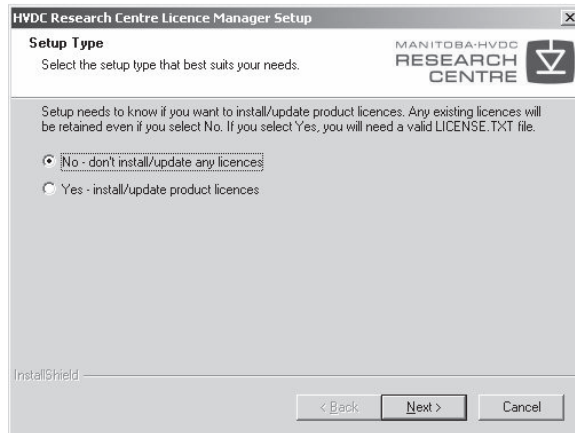 HVDC Research Centre Licence Manager Setup
Setup Type
Select the setup type that best suits your needs.
MANITOBA-HVDC
RESEARCH
CENTRE
Setup needs to know if you want to install/update product licences. Any existing licences will
be retained even if you select No. If you select Yes, you will need a valid LICENSE.TXT file.
No - don't install/update any licences
Yes - install/update product licences
InstallShield
< Back
Next >
Cancel